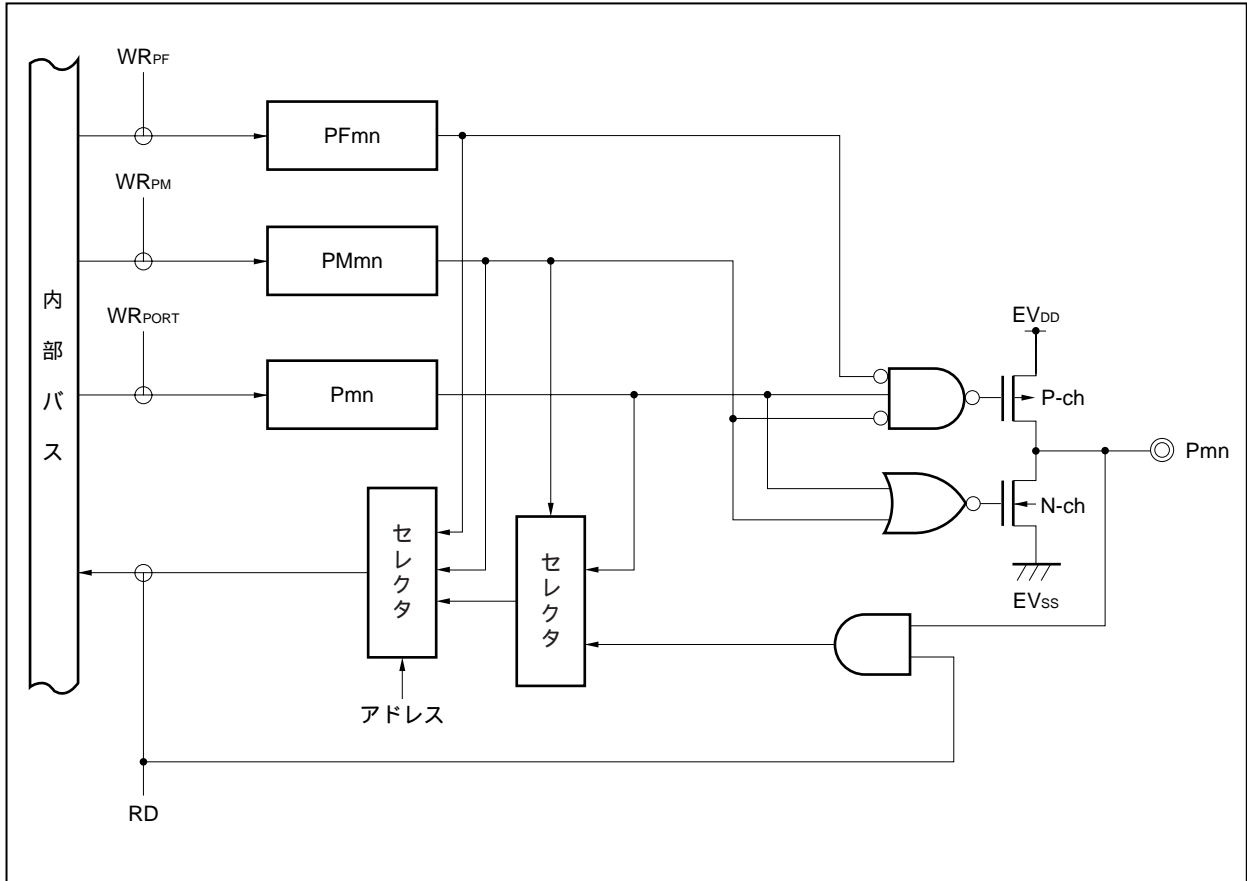 WRPF
PFmn
WRPM
PMmn
WRPORT
Pmn
内部バス
EVDD
P-ch
Pmn
N-ch
EVSS
セレクタ
セレクタ
アドレス
RD